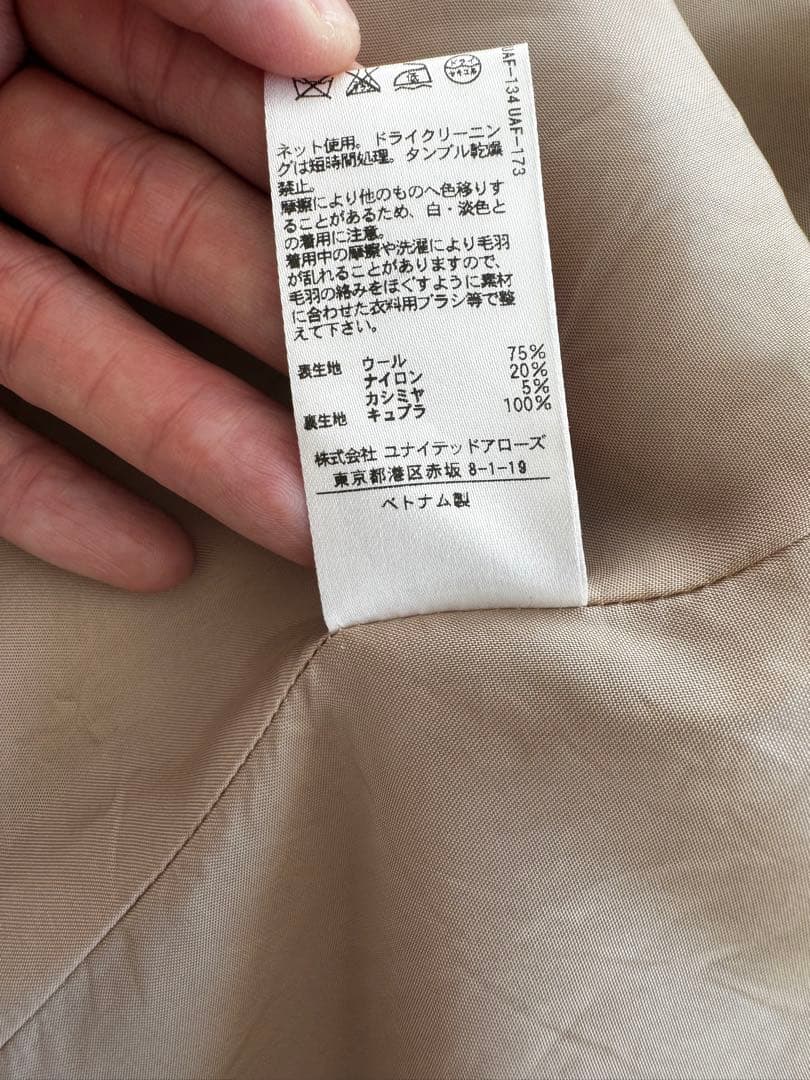 低
ドライ
セキユ系
UAF-134 UAF-173
ネット使用。ドライクリーニン
グは短時間処理。タンブル乾燥
禁止。
摩擦により他のものへ色移りす
ることがあるため、白・淡色と
の着用に注意。
着用中の摩擦や洗濯により毛羽
が乱れることがありますので、
毛羽の絡みをほぐすように素材
に合わせた衣料用ブラシ等で整
えて下さい。
表生地 ウール 75%
ナイロン 20%
カシミヤ 5%
裏生地 キュプラ 100%
株式会社 ユナイテッドアローズ
東京都港区赤坂 8-1-19
ベトナム製